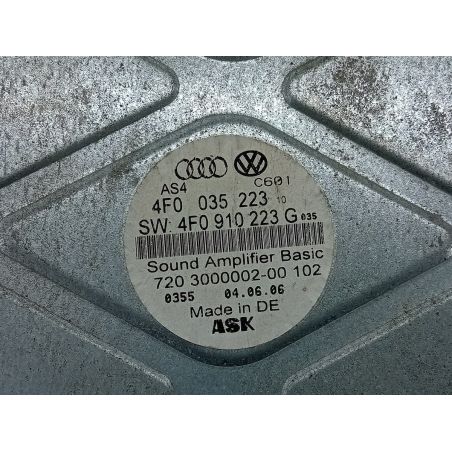 AS4 C601
4F0 035 223 10
SW: 4F0 910 223 G 035
Sound Amplifier Basic
720 3000002-00 102
0355 04.06.06
Made in DE
ASK